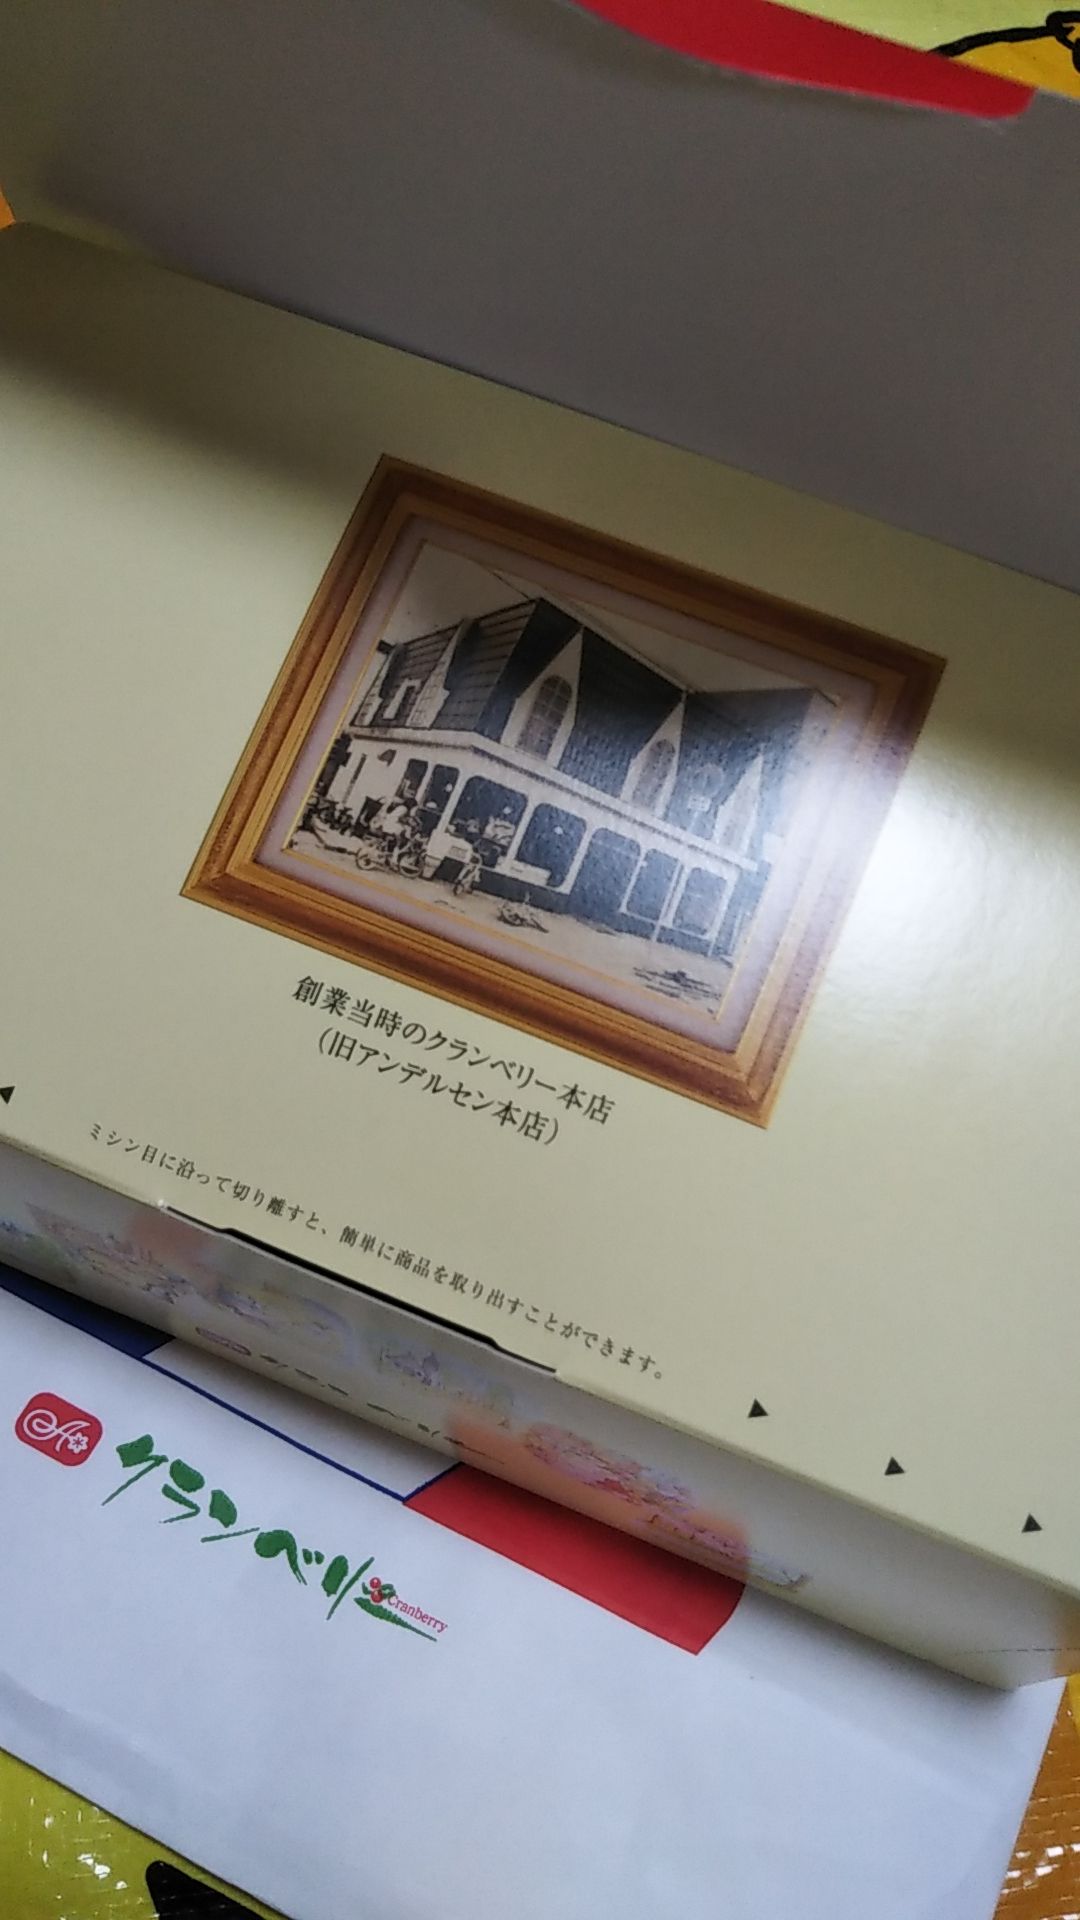 創業当時のクランベリー本店
(旧アンデルセン本店)
ミシン目に沿って切り離すと、簡単に商品を取り出すことができます。
クランベリー
Cranberry